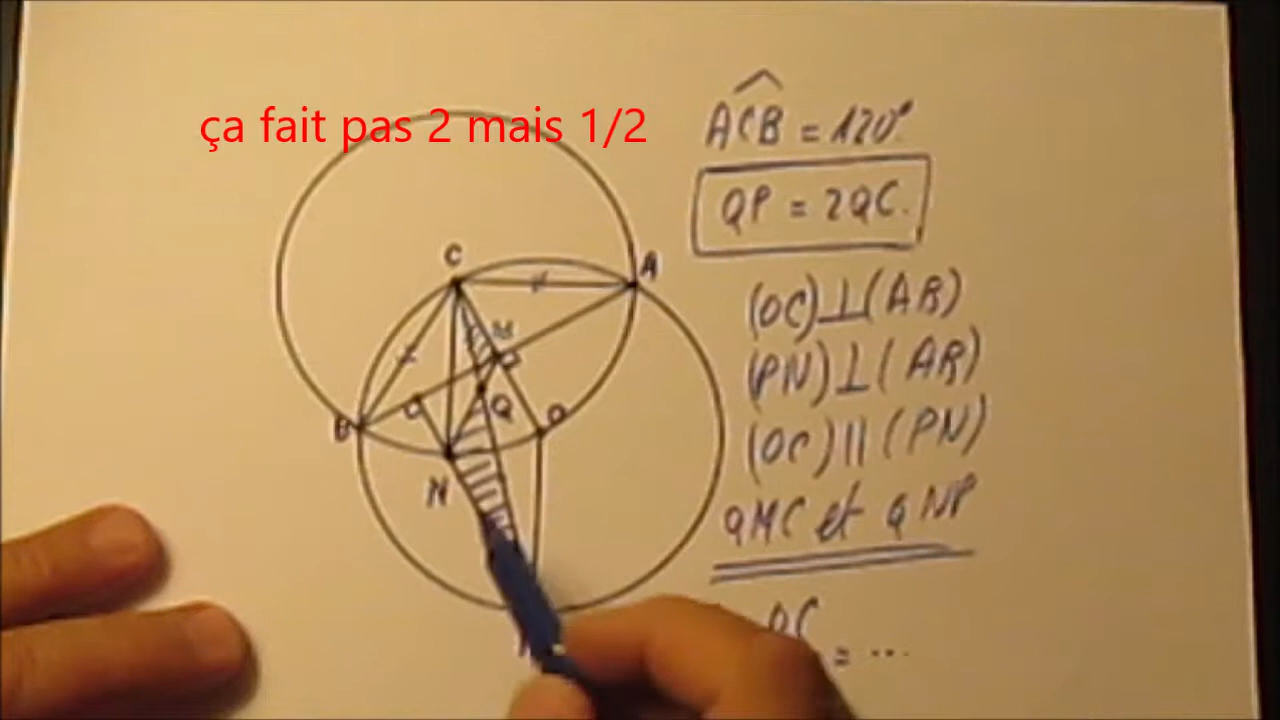 ça fait pas 2 mais 1/2
ACB = 120°
QP = 2QC.
(OC)⊥(AB)
(PN)⊥(AB)
(OC)∥(PN)
QMC et QNP
QC
= ...
C
A
M
B
Q
O
N